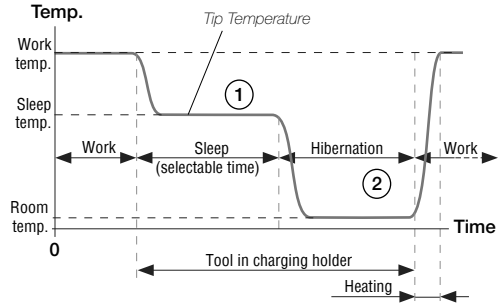 Temp.
Tip Temperature
Work
temp.
1
Sleep
temp.
Work
Sleep
(selectable time)
Hibernation
Work
2
Room
temp.
Time
0
Tool in charging holder
Heating